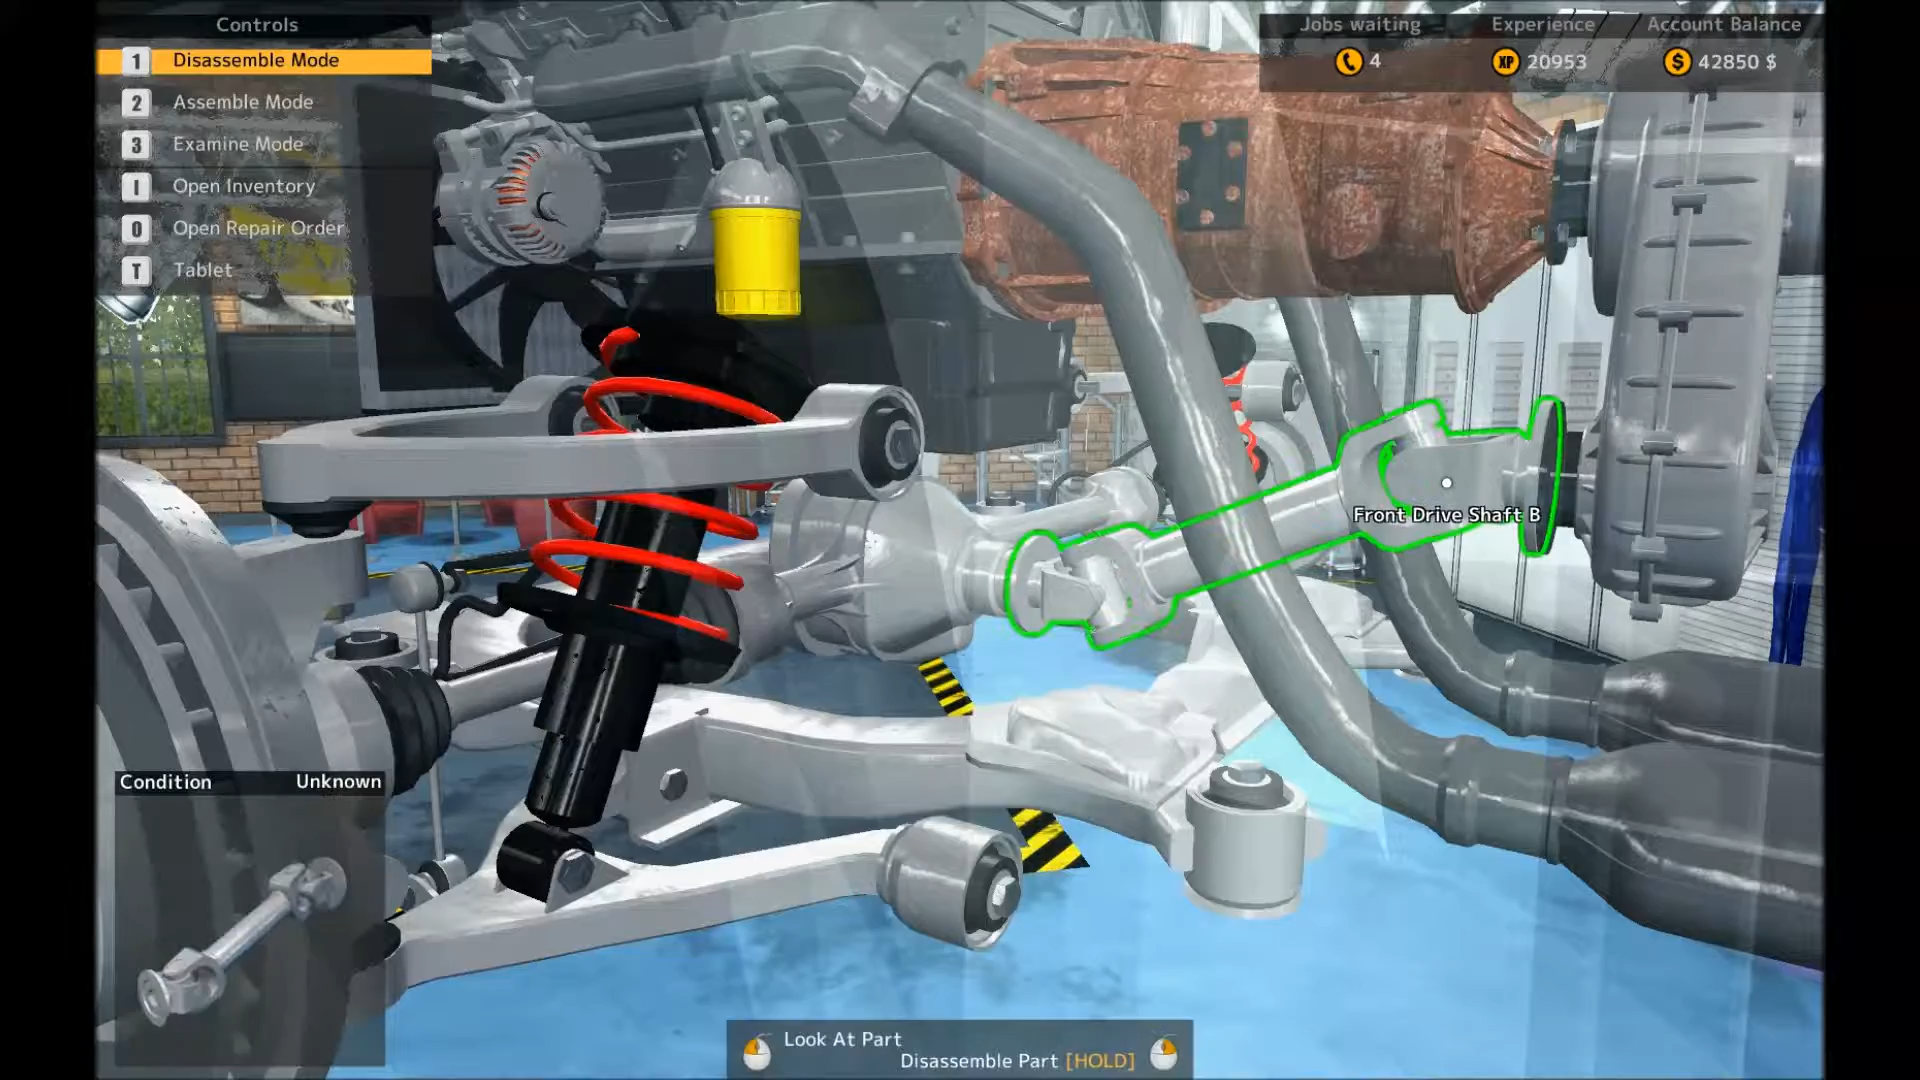 Controls
1 Disassemble Mode
2 Assemble Mode
3 Examine Mode
I Open Inventory
O Open Repair Order
T Tablet
Jobs waiting Experience Account Balance
4 XP 20953 $ 42850 $
Front Drive Shaft B
Condition Unknown
Look At Part
Disassemble Part [HOLD]